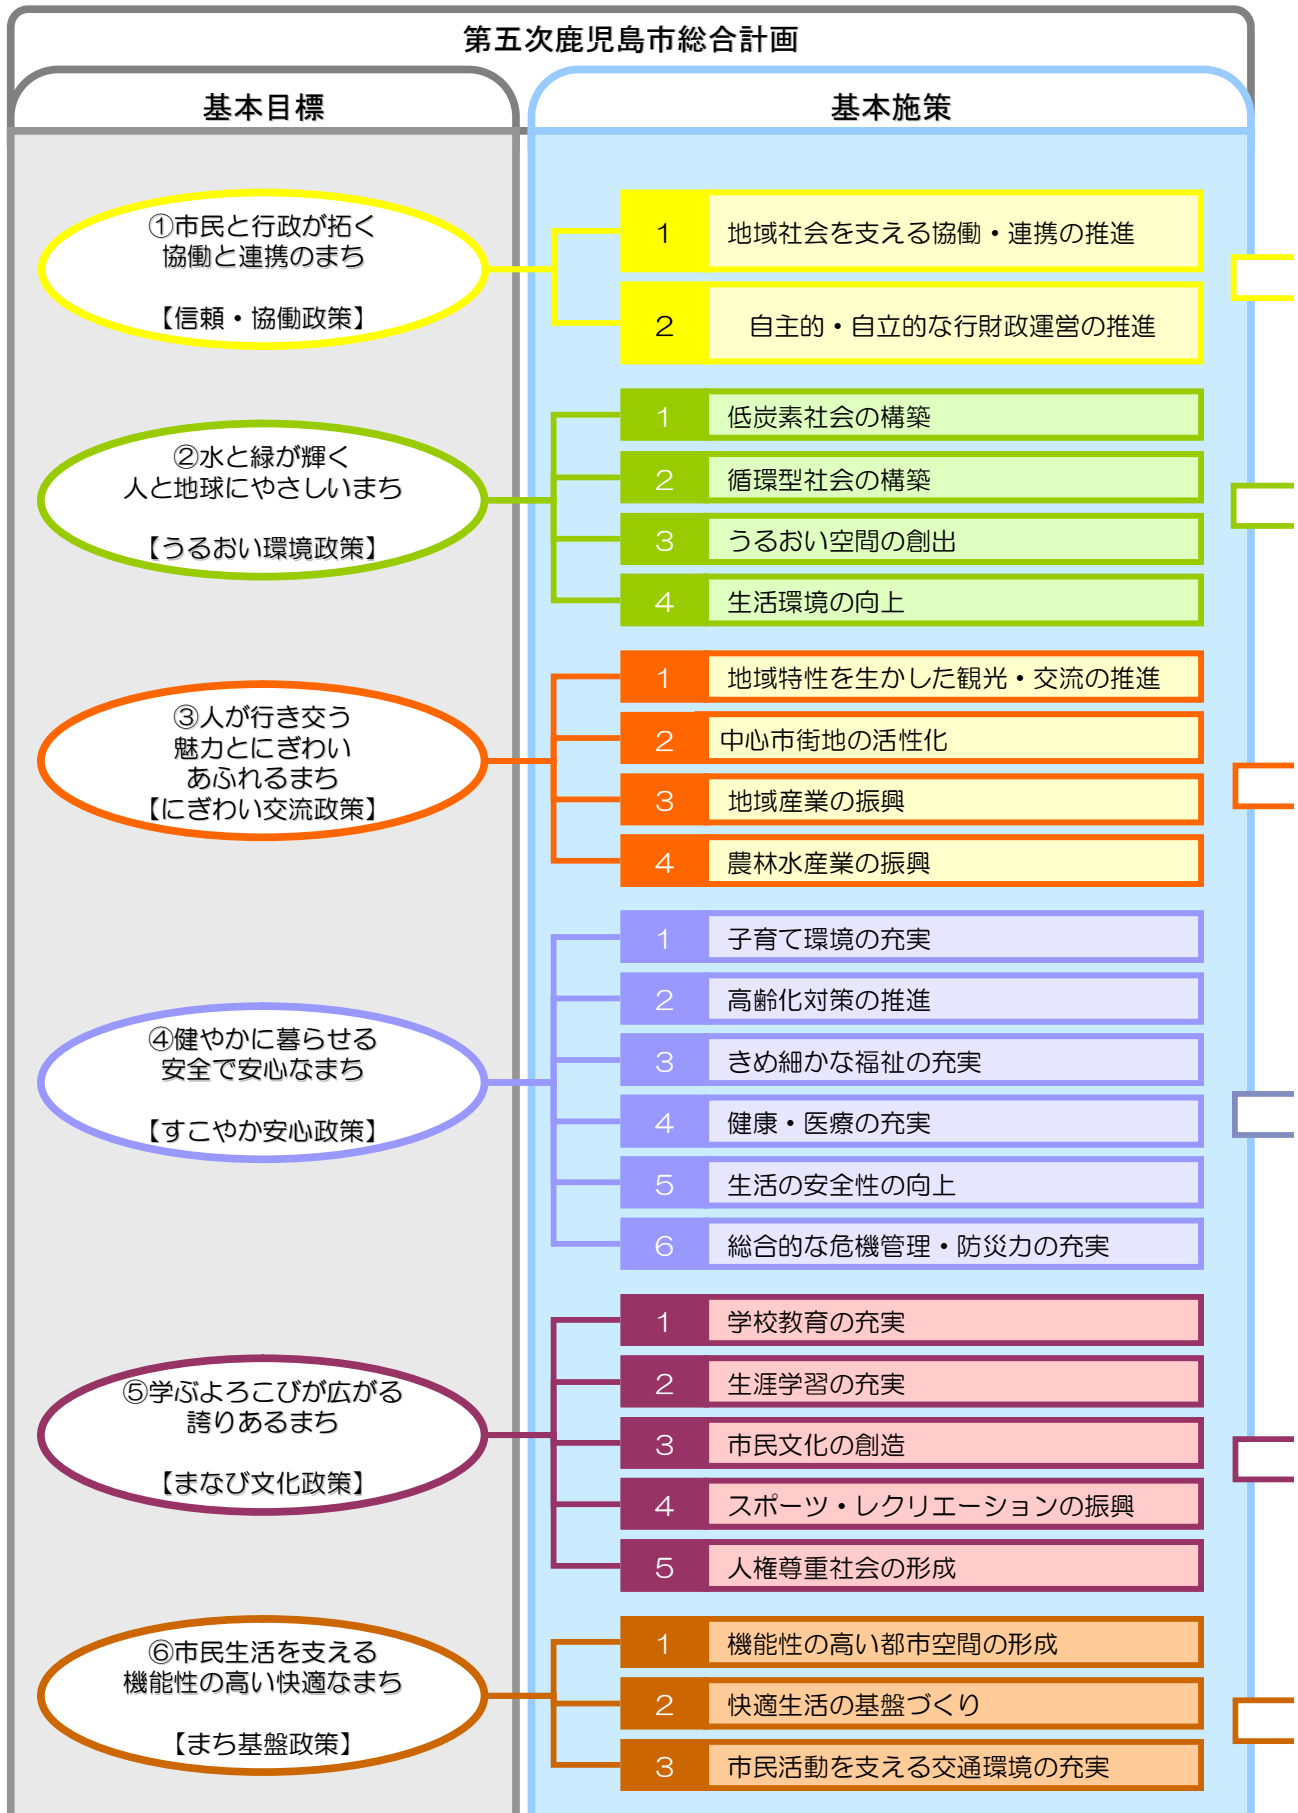 第五次鹿児島市総合計画
基本目標
基本施策
①市民と行政が拓く
協働と連携のまち
【信頼・協働政策】
1 地域社会を支える協働・連携の推進
2 自主的・自立的な行財政運営の推進
②水と緑が輝く
人と地球にやさしいまち
【うるおい環境政策】
1 低炭素社会の構築
2 循環型社会の構築
3 うるおい空間の創出
4 生活環境の向上
③人が行き交う
魅力とにぎわい
あふれるまち
【にぎわい交流政策】
1 地域特性を生かした観光・交流の推進
2 中心市街地の活性化
3 地域産業の振興
4 農林水産業の振興
④健やかに暮らせる
安全で安心なまち
【すこやか安心政策】
1 子育て環境の充実
2 高齢化対策の推進
3 きめ細かな福祉の充実
4 健康・医療の充実
5 生活の安全性の向上
6 総合的な危機管理・防災力の充実
⑤学ぶよろこびが広がる
誇りあるまち
【まなび文化政策】
1 学校教育の充実
2 生涯学習の充実
3 市民文化の創造
4 スポーツ・レクリエーションの振興
5 人権尊重社会の形成
⑥市民生活を支える
機能性の高い快適なまち
【まち基盤政策】
1 機能性の高い都市空間の形成
2 快適生活の基盤づくり
3 市民活動を支える交通環境の充実